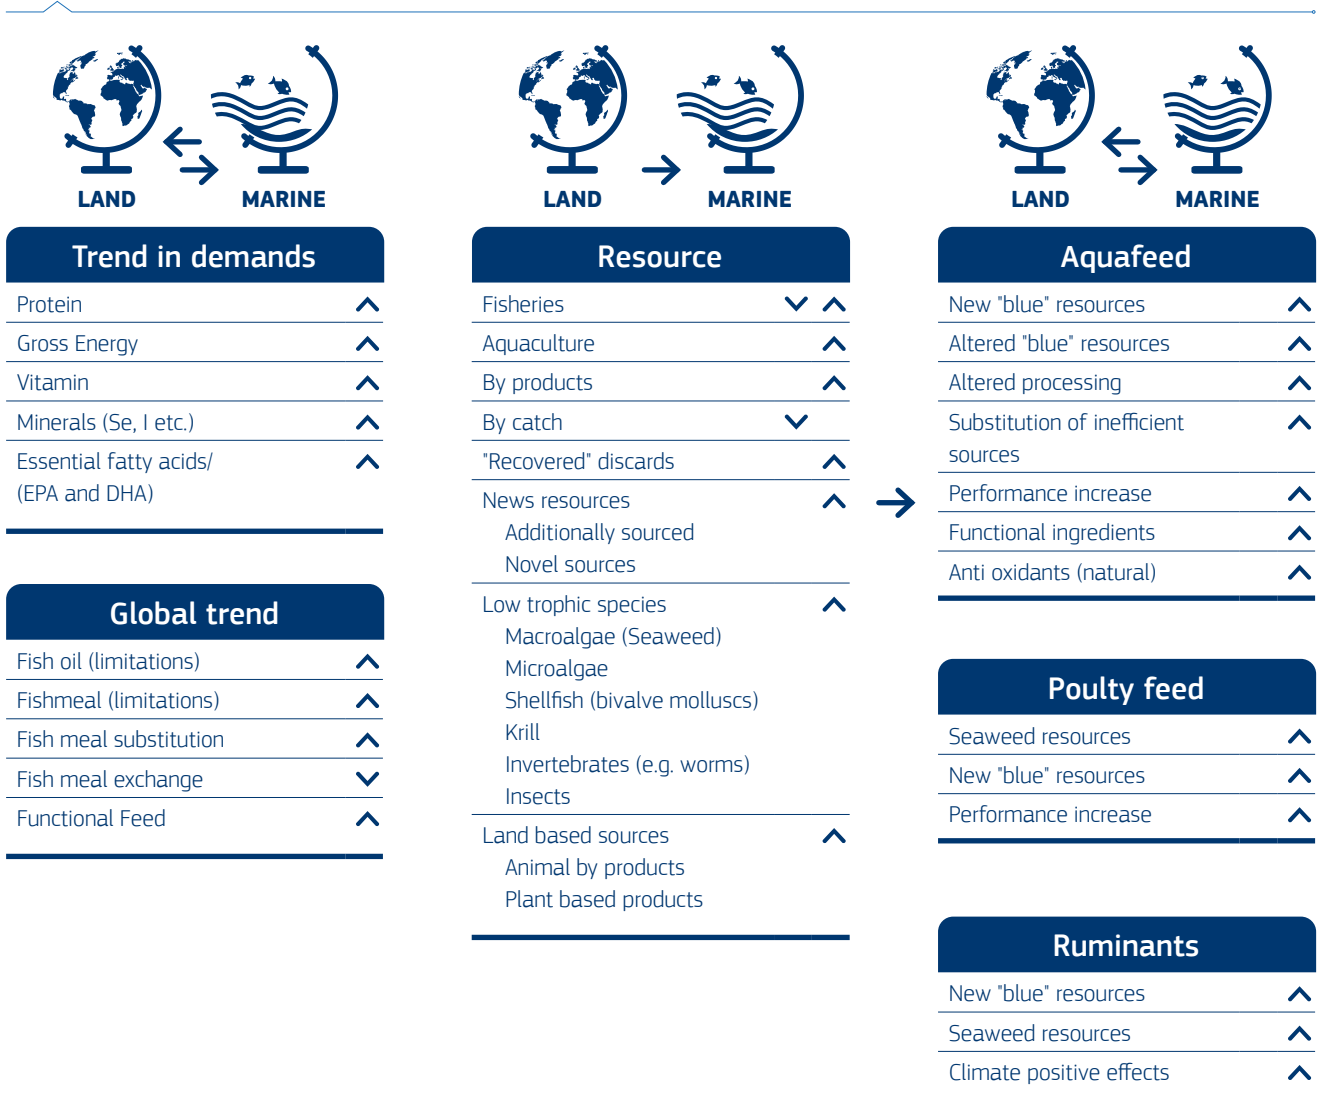 LAND
MARINE
Trend in demands
Protein
Gross Energy
Vitamin
Minerals (Se, I etc.)
Essential fatty acids/
(EPA and DHA)
Global trend
Fish oil (limitations)
Fishmeal (limitations)
Fish meal substitution
Fish meal exchange
Functional Feed
LAND
MARINE
Resource
Fisheries
Aquaculture
By products
By catch
"Recovered" discards
News resources
Additionally sourced
Novel sources
Low trophic species
Macroalgae (Seaweed)
Microalgae
Shellfish (bivalve molluscs)
Krill
Invertebrates (e.g. worms)
Insects
Land based sources
Animal by products
Plant based products
LAND
MARINE
Aquafeed
New "blue" resources
Altered "blue" resources
Altered processing
Substitution of inefficient
sources
Performance increase
Functional ingredients
Anti oxidants (natural)
Poulty feed
Seaweed resources
New "blue" resources
Performance increase
Ruminants
New "blue" resources
Seaweed resources
Climate positive effects